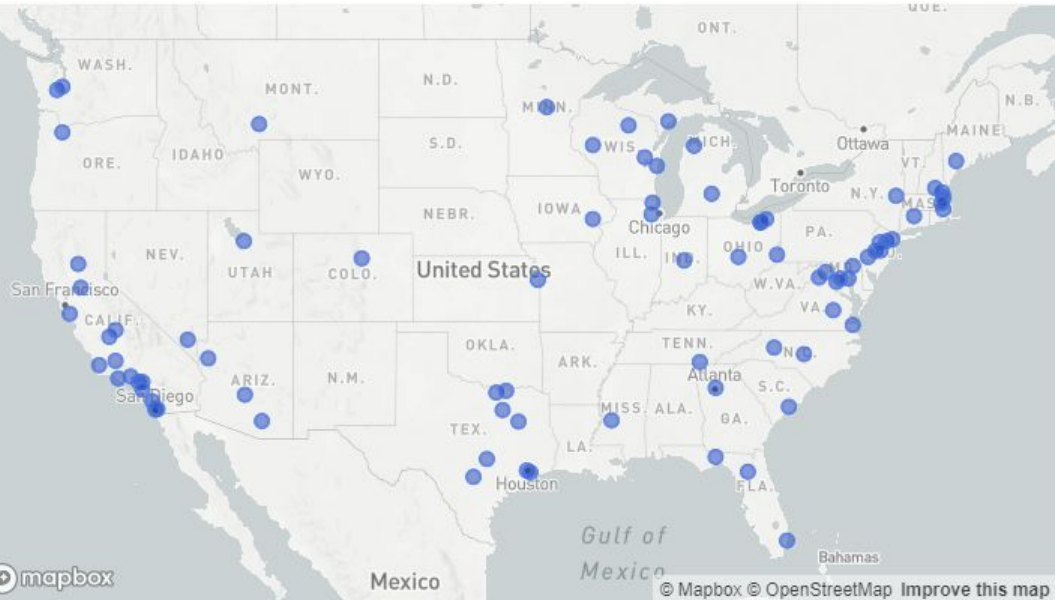 QUE.
ONT.
WASH.
N.D.
MONT.
MINN.
N.B.
MAINE
Ottawa
S.D.
WIS
MICH.
VT.
ORE.
IDAHO
WYO.
Toronto
N.Y.
MASS
NEBR.
IOWA
Chicago
PA.
NEV.
UTAH
COLO.
United States
ILL.
IND.
OHIO
San Francisco
W.VA.
VA.
KY.
CALIF.
OKLA.
TENN.
N.C.
ARIZ.
N.M.
ARK.
Atlanta
San Diego
S.C.
MISS.
ALA.
GA.
TEX.
LA.
Houston
FLA.
Gulf of
Mexico
Bahamas
mapbox
Mexico
© Mapbox © OpenStreetMap Improve this map